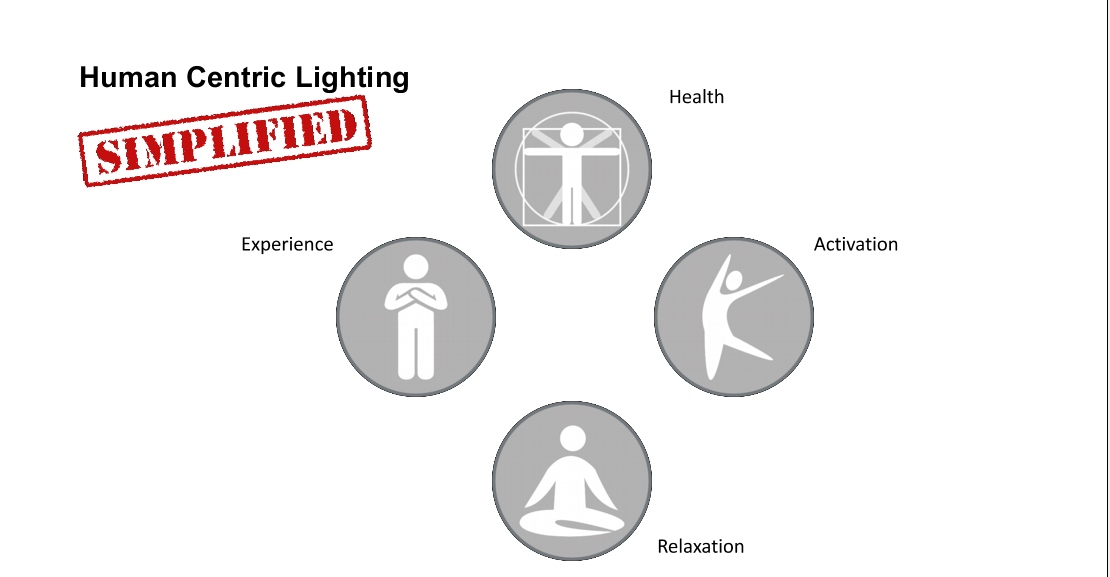 Human Centric Lighting
SIMPLIFIED
Health
Experience
Activation
Relaxation